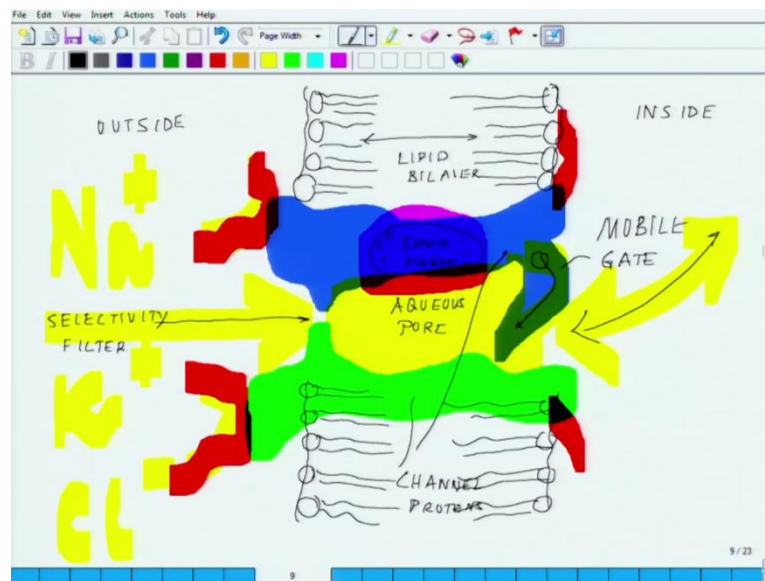 File Edit View Insert Actions Tools Help
Page Width
B I
OUTSIDE
INSIDE
LIPID
BILAYER
Na+
MOBILE
GATE
AQUEOUS
PORE
SELECTIVITY
FILTER
K+
CHANNEL
PROTEINS
Cl-
9 / 23
9